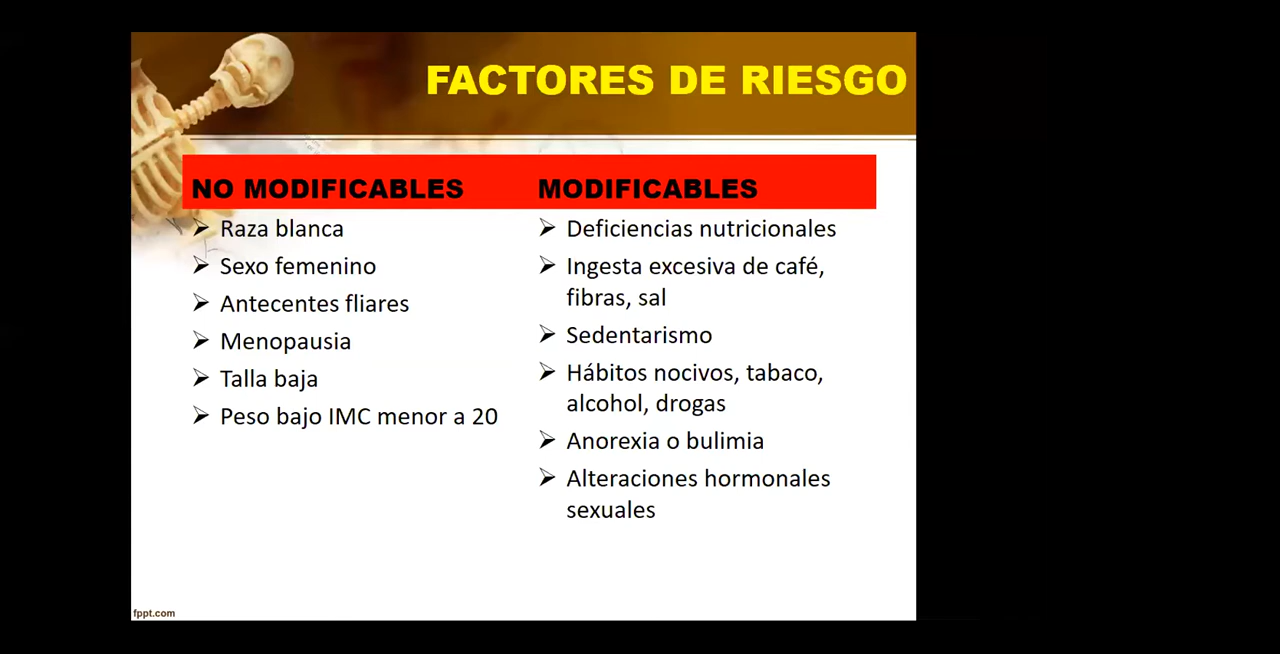 FACTORES DE RIESGO
NO MODIFICABLES
Raza blanca
Sexo femenino
Antecentes fliares
Menopausia
Talla baja
Peso bajo IMC menor a 20
MODIFICABLES
Deficiencias nutricionales
Ingesta excesiva de café,
fibras, sal
Sedentarismo
Hábitos nocivos, tabaco,
alcohol, drogas
Anorexia o bulimia
Alteraciones hormonales
sexuales
fppt.com